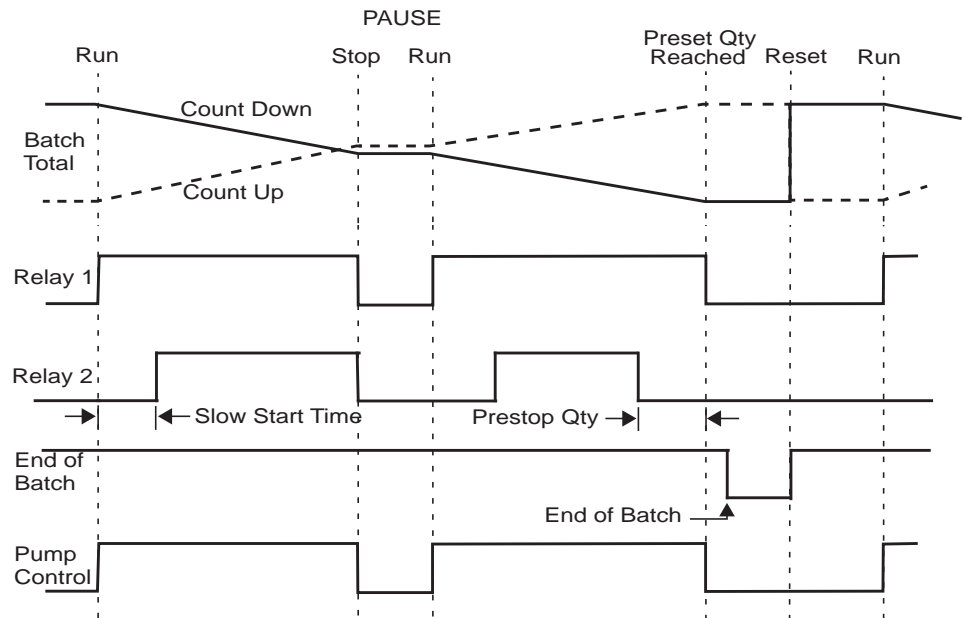 PAUSE
Run
Stop
Run
Preset Qty
Reached
Reset
Run
Count Down
Batch
Total
Count Up
Relay 1
Relay 2
Slow Start Time
Prestop Qty
End of
Batch
End of Batch
Pump
Control